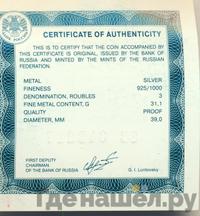 CERTIFICATE OF AUTHENTICITY
THIS IS TO CERTIFY THAT THE COIN ACCOMPANIED BY
THIS CERTIFICATE IS ORIGINAL, ISSUED BY THE BANK OF
RUSSIA AND MINTED BY THE MINTS OF THE RUSSIAN
FEDERATION.
METAL SILVER
FINENESS 925/1000
DENOMINATION, ROUBLES 3
FINE METAL CONTENT, G 31,1
QUALITY PROOF
DIAMETER, MM 39,0
FIRST DEPUTY
CHAIRMAN
OF THE BANK OF RUSSIA G. I. Luntovsky
где нашел.ру